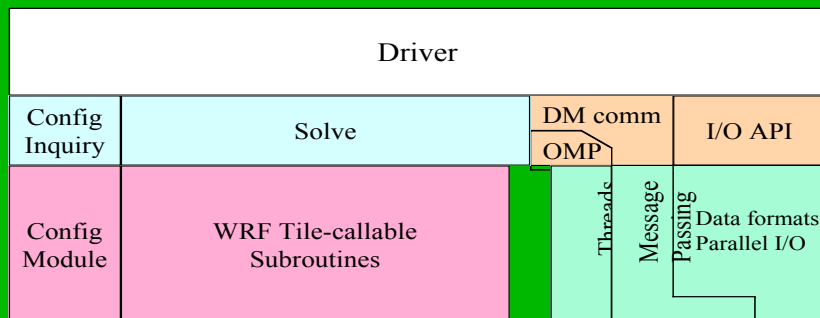 Driver
Config
Inquiry
Solve
DM comm
OMP
I/O API
Config
Module
WRF Tile-callable
Subroutines
Threads
Message
Passing
Data formats
Parallel I/O